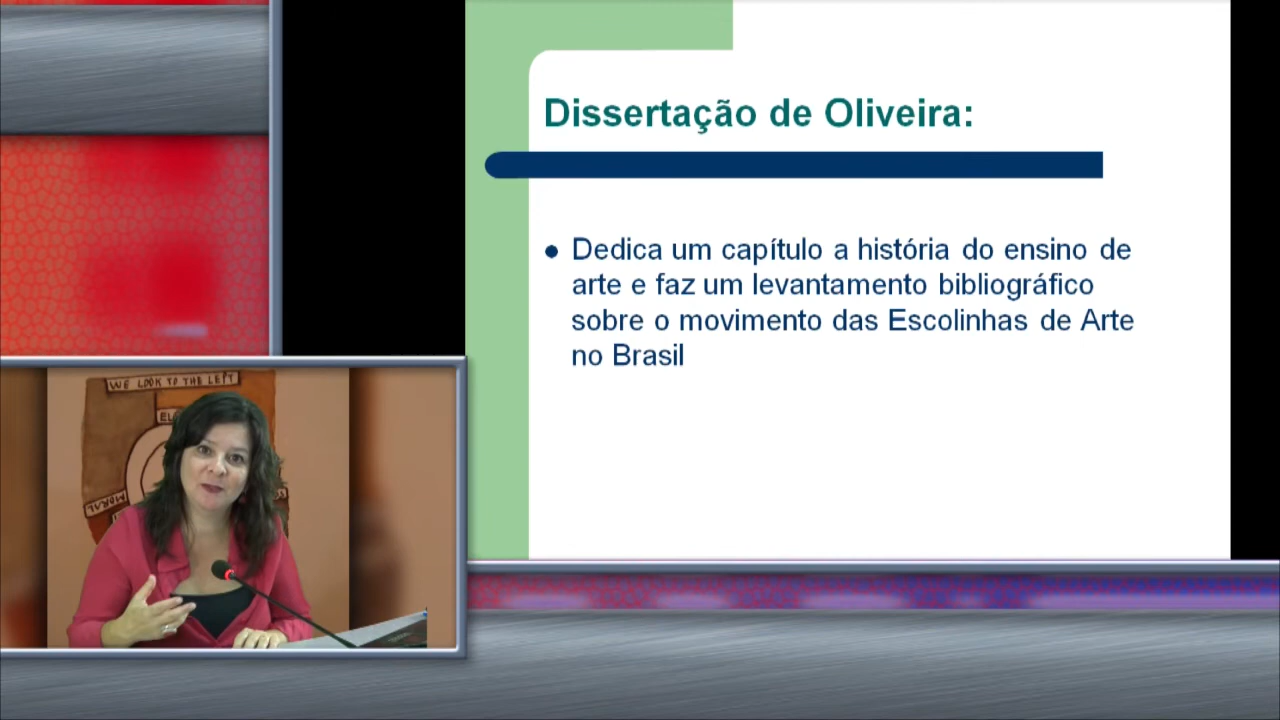 Dissertação de Oliveira:
Dedica um capítulo a história do ensino de
arte e faz um levantamento bibliográfico
sobre o movimento das Escolinhas de Arte
no Brasil
WE LOOK TO THE LEFT
MORAL